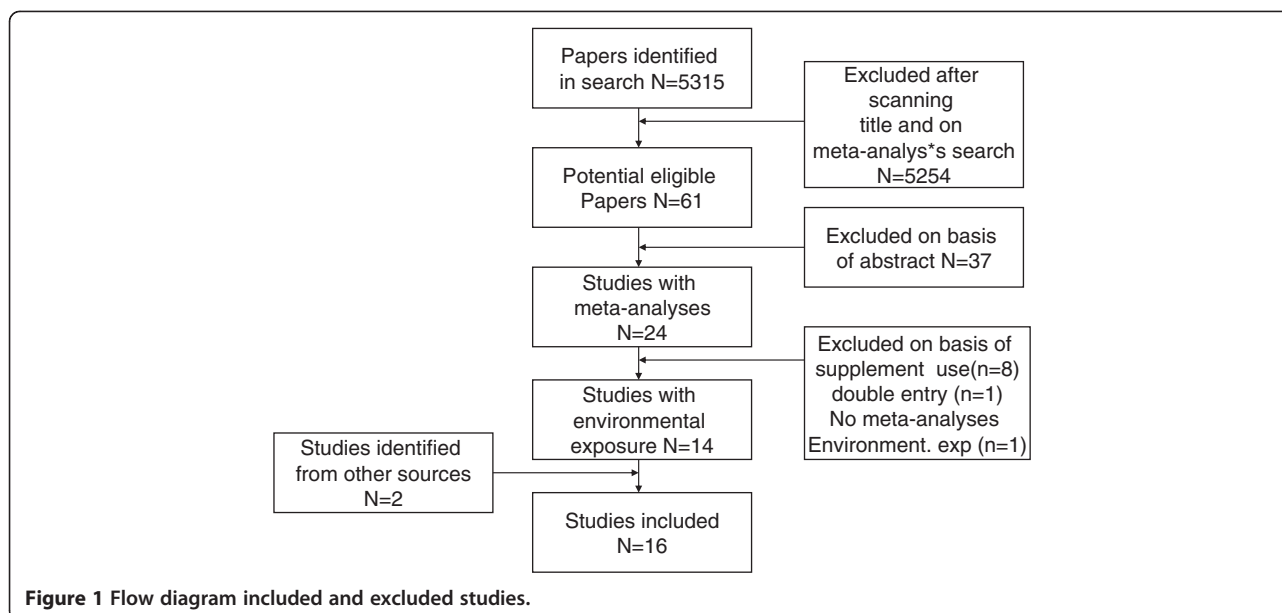 Papers identified
in search N=5315
Excluded after
scanning
title and on
meta-analys*s search
N=5254
Potential eligible
Papers N=61
Excluded on basis
of abstract N=37
Studies with
meta-analyses
N=24
Excluded on basis of
supplement use(n=8)
double entry (n=1)
No meta-analyses
Environment. exp (n=1)
Studies with
environmental
exposure N=14
Studies identified
from other sources
N=2
Studies included
N=16
Figure 1 Flow diagram included and excluded studies.